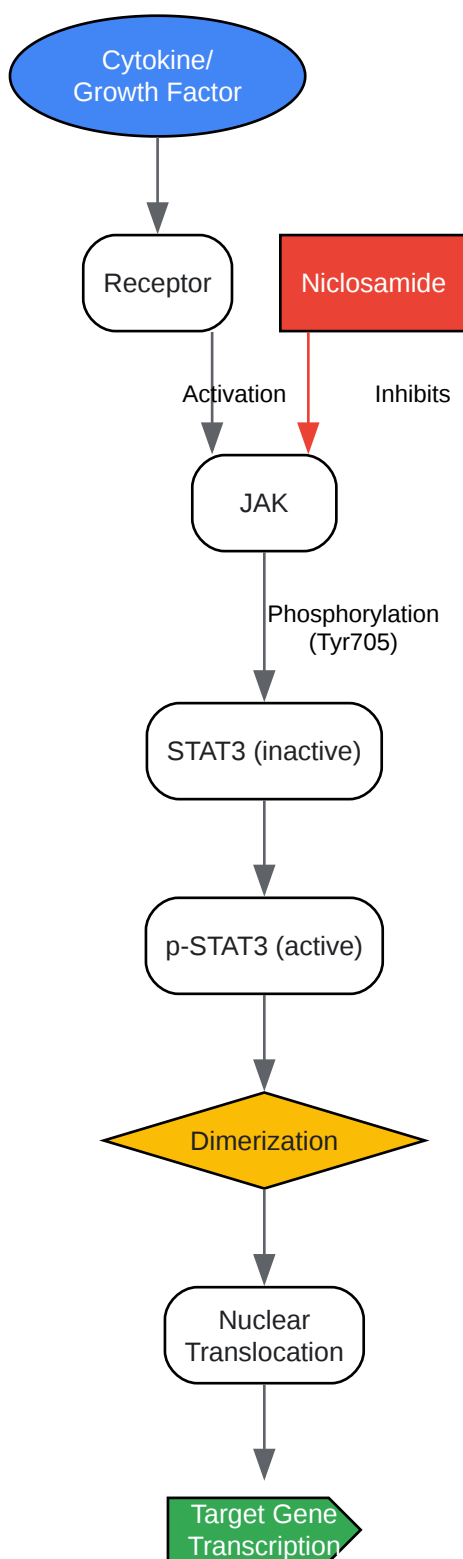 Cytokine/
Growth Factor
Receptor
Niclosamide
Activation
Inhibits
JAK
Phosphorylation
(Tyr705)
STAT3 (inactive)
p-STAT3 (active)
Dimerization
Nuclear
Translocation
Target Gene
Transcription